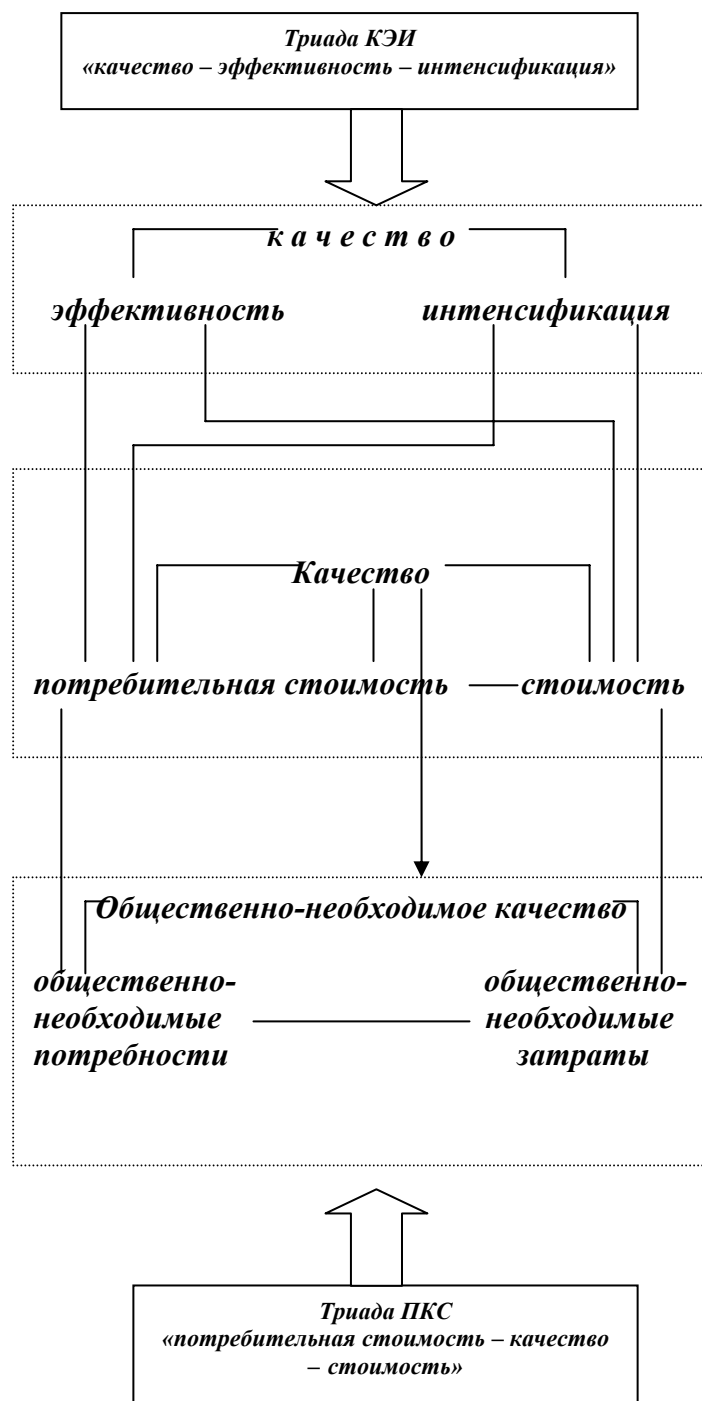 Триада КЭИ
«качество – эффективность – интенсификация»
к а ч е с т в о
эффективность интенсификация
Качество
потребительная стоимость стоимость
Общественно-необходимое качество
общественно-
необходимые
потребности
общественно-
необходимые
затраты
Триада ПКС
«потребительная стоимость – качество
– стоимость»